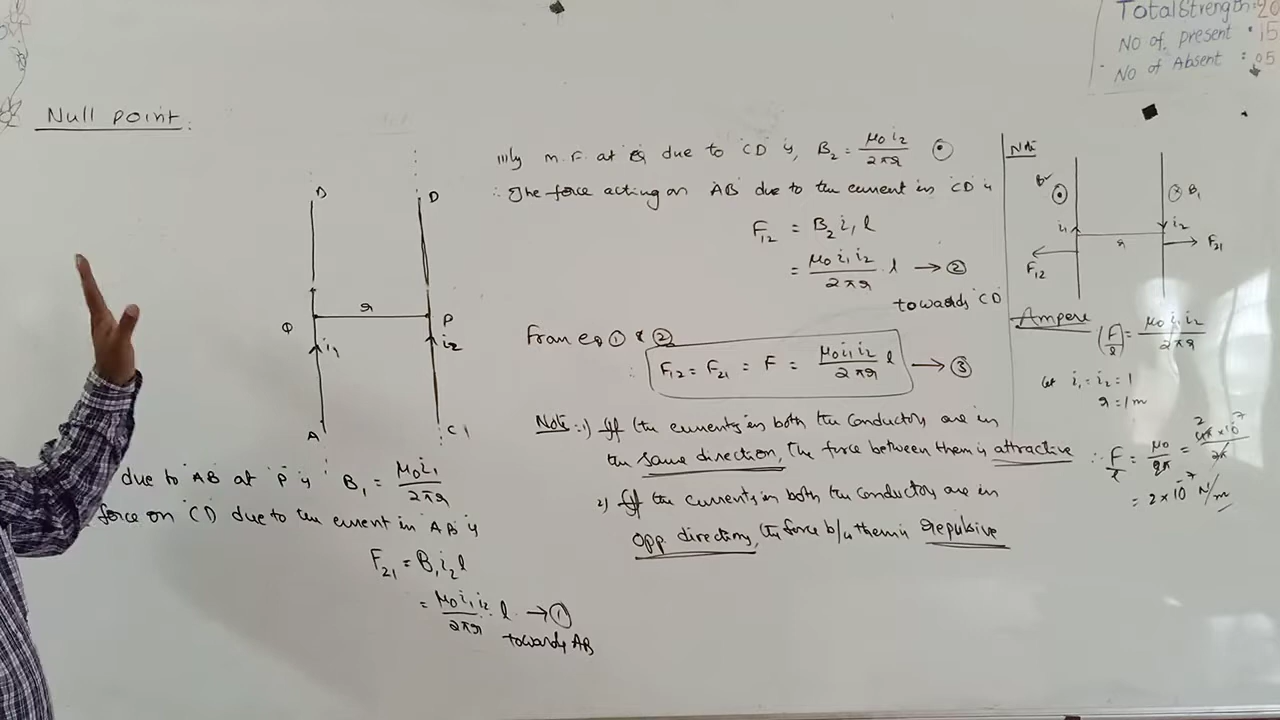 Total Strength: 20
No of present : 15
No of Absent : 05
Null point:
D
D
r
Q
P
i₁
i₂
A
C
due to 'AB' at 'P' is B₁ = μ₀i₁/2πr
force on 'CD' due to the current in 'AB' is
F₂₁ = B₁i₂l
= μ₀i₁i₂/2πr l → ①
towards AB
lllly m.F. at Q due to 'CD' is, B₂ = μ₀i₂/2πr ⊙
∴ The force acting on 'AB' due to the current in 'CD' is
F₁₂ = B₂i₁l
= μ₀i₁i₂/2πr . l → ②
towards 'CD'
From eq ① & ②
∴ F₁₂ = F₂₁ = F = μ₀i₁i₂/2πr l → ③
Note:- 1) If the currents in both the conductors are in
the same direction, the force between them is attractive
2) If the currents in both the conductors are in
opp. direction, the force b/w them is repulsive
B₂ ⊙
⊗ B₁
i₁
i₂
r
F₁₂
F₂₁
Ampere
(F/l) = μ₀i₁i₂/2πr
let i₁ = i₂ = 1
r = 1m
∴ F/l = μ₀/2π = 4π×10⁻⁷/2π
2
= 2×10⁻⁷ N/m